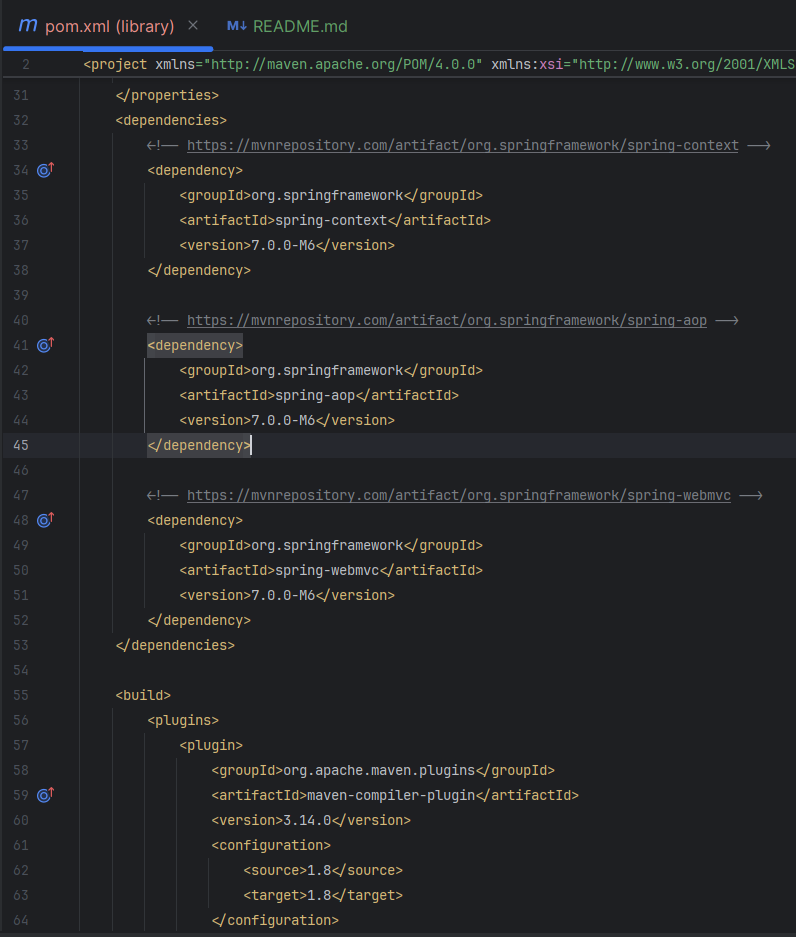 m pom.xml (library) ×
M↓ README.md
2 <project xmlns="http://maven.apache.org/POM/4.0.0" xmlns:xsi="http://www.w3.org/2001/XMLS
31 </properties>
32 <dependencies>
33 <!-- https://mvnrepository.com/artifact/org.springframework/spring-context -->
34 <dependency>
35 <groupId>org.springframework</groupId>
36 <artifactId>spring-context</artifactId>
37 <version>7.0.0-M6</version>
38 </dependency>
39
40 <!-- https://mvnrepository.com/artifact/org.springframework/spring-aop -->
41 <dependency>
42 <groupId>org.springframework</groupId>
43 <artifactId>spring-aop</artifactId>
44 <version>7.0.0-M6</version>
45 </dependency>
46
47 <!-- https://mvnrepository.com/artifact/org.springframework/spring-webmvc -->
48 <dependency>
49 <groupId>org.springframework</groupId>
50 <artifactId>spring-webmvc</artifactId>
51 <version>7.0.0-M6</version>
52 </dependency>
53 </dependencies>
54
55 <build>
56 <plugins>
57 <plugin>
58 <groupId>org.apache.maven.plugins</groupId>
59 <artifactId>maven-compiler-plugin</artifactId>
60 <version>3.14.0</version>
61 <configuration>
62 <source>1.8</source>
63 <target>1.8</target>
64 </configuration>